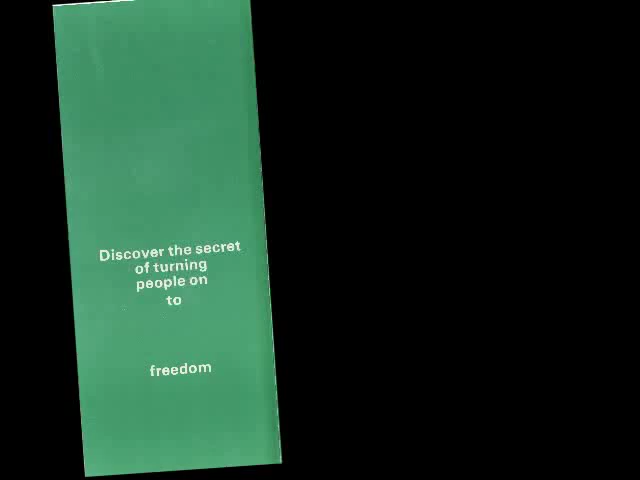 Discover the secret
of turning
people on
to
freedom